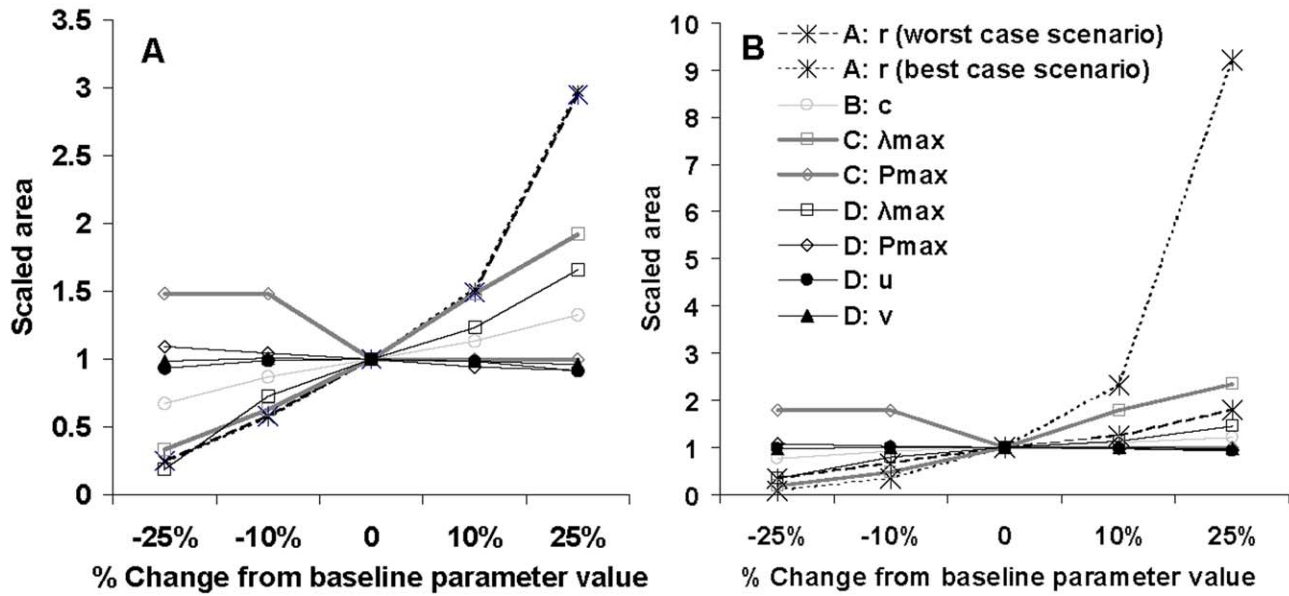 A
3.5
3
2.5
2
1.5
1
0.5
0
Scaled area
-25% -10% 0 10% 25%
% Change from baseline parameter value
B
10
9
8
7
6
5
4
3
2
1
0
Scaled area
A: r (worst case scenario)
A: r (best case scenario)
B: c
C: λmax
C: Pmax
D: λmax
D: Pmax
D: u
D: v
-25% -10% 0 10% 25%
% Change from baseline parameter value